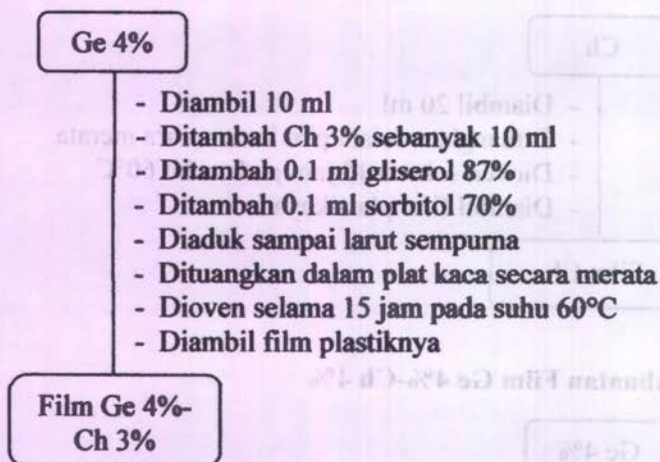 Ge 4%
- Diambil 10 ml
- Ditambah Ch 3% sebanyak 10 ml
- Ditambah 0.1 ml gliserol 87%
- Ditambah 0,1 ml sorbitol 70%
- Diaduk sampai larut sempurna
- Dituangkan dalam plat kaca secara merata
- Dioven selama 15 jam pada suhu 60°C
- Diambil film plastiknya
Film Ge 4%-
Ch 3%